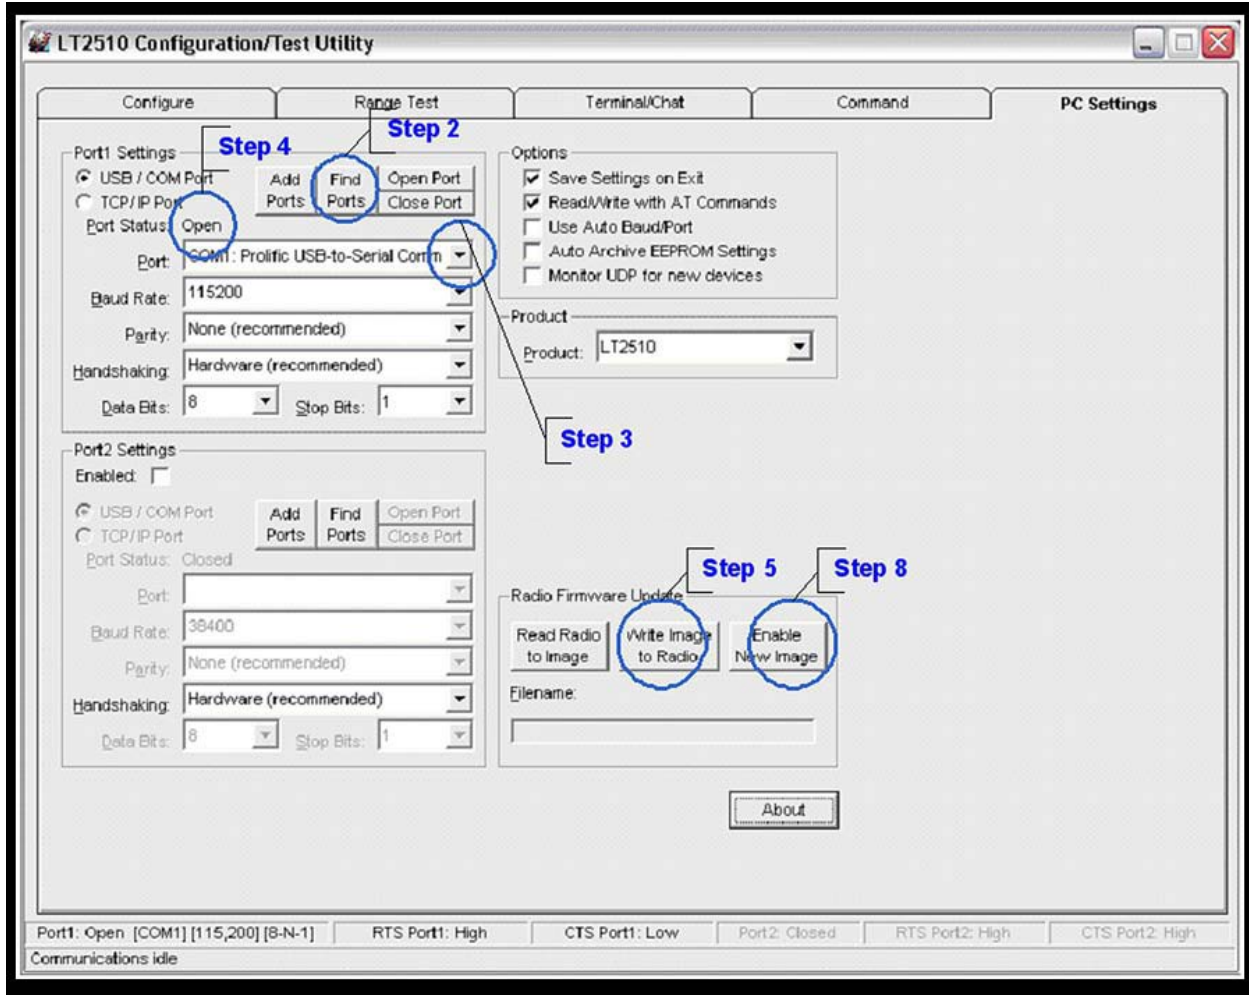 LT2510 Configuration/Test Utility
Configure Range Test Terminal/Chat Command PC Settings
Step 2
Step 4
Port1 Settings
USB / COM Port
TCP/IP Port
Add Ports
Find Ports
Open Port
Close Port
Port Status: Open
Port: COM1: Prolific USB-to-Serial Comm
Baud Rate: 115200
Parity: None (recommended)
Handshaking: Hardware (recommended)
Data Bits: 8 Stop Bits: 1
Options
Save Settings on Exit
Read/Write with AT Commands
Use Auto Baud/Port
Auto Archive EEPROM Settings
Monitor UDP for new devices
Product
Product: LT2510
Step 3
Port2 Settings
Enabled:
USB / COM Port
TCP/IP Port
Add Ports
Find Ports
Open Port
Close Port
Port Status: Closed
Port:
Baud Rate: 38400
Parity: None (recommended)
Handshaking: Hardware (recommended)
Data Bits: 8 Stop Bits: 1
Step 5
Step 8
Radio Firmware Update
Read Radio to Image
Write Image to Radio
Enable New Image
Filename:
About
Port1: Open [COM1] [115,200] [8-N-1] RTS Port1: High CTS Port1: Low Port2: Closed RTS Port2: High CTS Port2: High
Communications idle